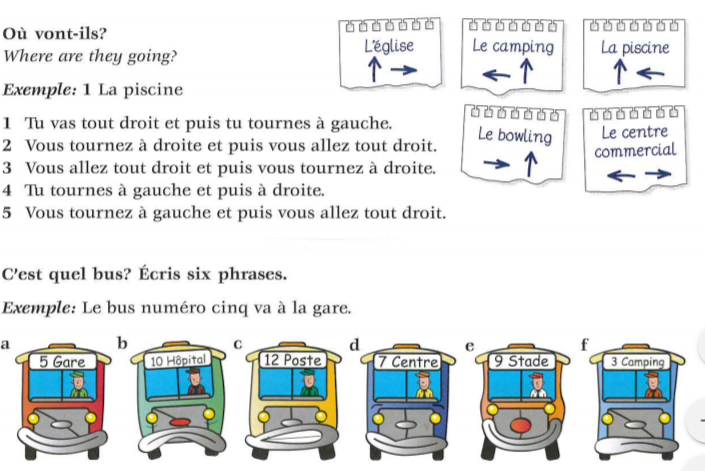 Où vont-ils?
Where are they going?
Exemple: 1 La piscine
1 Tu vas tout droit et puis tu tournes à gauche.
2 Vous tournez à droite et puis vous allez tout droit.
3 Vous allez tout droit et puis vous tournez à droite.
4 Tu tournes à gauche et puis à droite.
5 Vous tournez à gauche et puis vous allez tout droit.
L'église
Le camping
La piscine
Le bowling
Le centre
commercial
C'est quel bus? Écris six phrases.
Exemple: Le bus numéro cinq va à la gare.
a
5 Gare
b
10 Hôpital
c
12 Poste
d
7 Centre
e
9 Stade
f
3 Camping